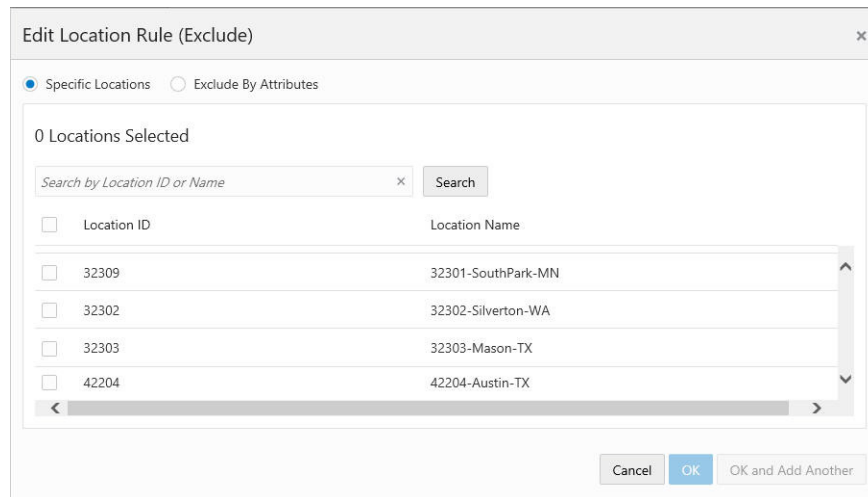 Edit Location Rule (Exclude)
Specific Locations Exclude By Attributes
0 Locations Selected
Search by Location ID or Name Search
Location ID Location Name
32309 32301-SouthPark-MN
32302 32302-Silverton-WA
32303 32303-Mason-TX
42204 42204-Austin-TX
Cancel OK OK and Add Another